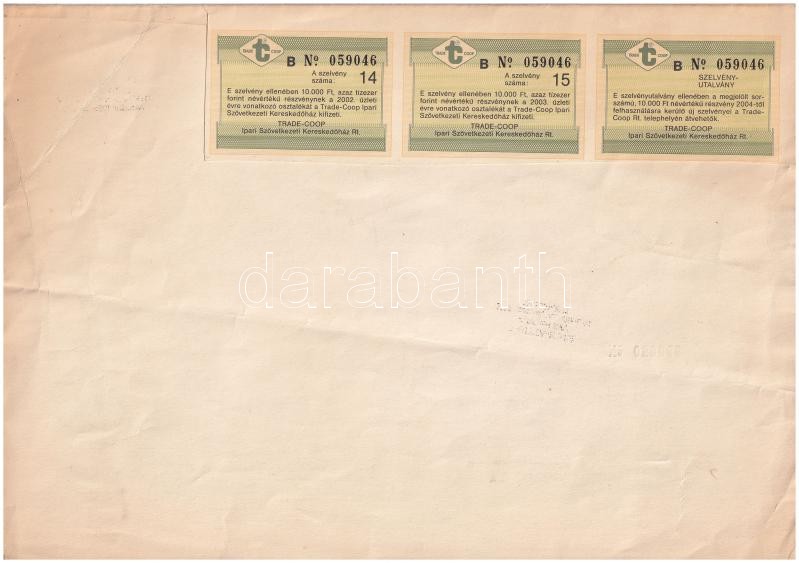 TRADE tc COOP
B No. 059046
A szelvény
száma: 14
E szelvény ellenében 10.000 Ft, azaz tízezer
forint névértékű részvénynek a 2002. üzleti
évre vonatkozó osztalékát a Trade-Coop Ipari
Szövetkezeti Kereskedőház kifizeti.
TRADE-COOP
Ipari Szövetkezeti Kereskedőház Rt.
TRADE tc COOP
B No. 059046
A szelvény
száma: 15
E szelvény ellenében 10.000 Ft, azaz tízezer
forint névértékű részvénynek a 2003. üzleti
évre vonatkozó osztalékát a Trade-Coop Ipari
Szövetkezeti Kereskedőház kifizeti.
TRADE-COOP
Ipari Szövetkezeti Kereskedőház Rt.
TRADE tc COOP
B No. 059046
SZELVÉNY-
UTALVÁNY
E szelvényutalvány ellenében a megjelölt sor-
számú, 10.000 Ft névértékű részvény 2004-től
felhasználásra kerülő új szelvényei a Trade-
Coop Rt. telephelyén átvehetők.
TRADE-COOP
Ipari Szövetkezeti Kereskedőház Rt.
darabanth